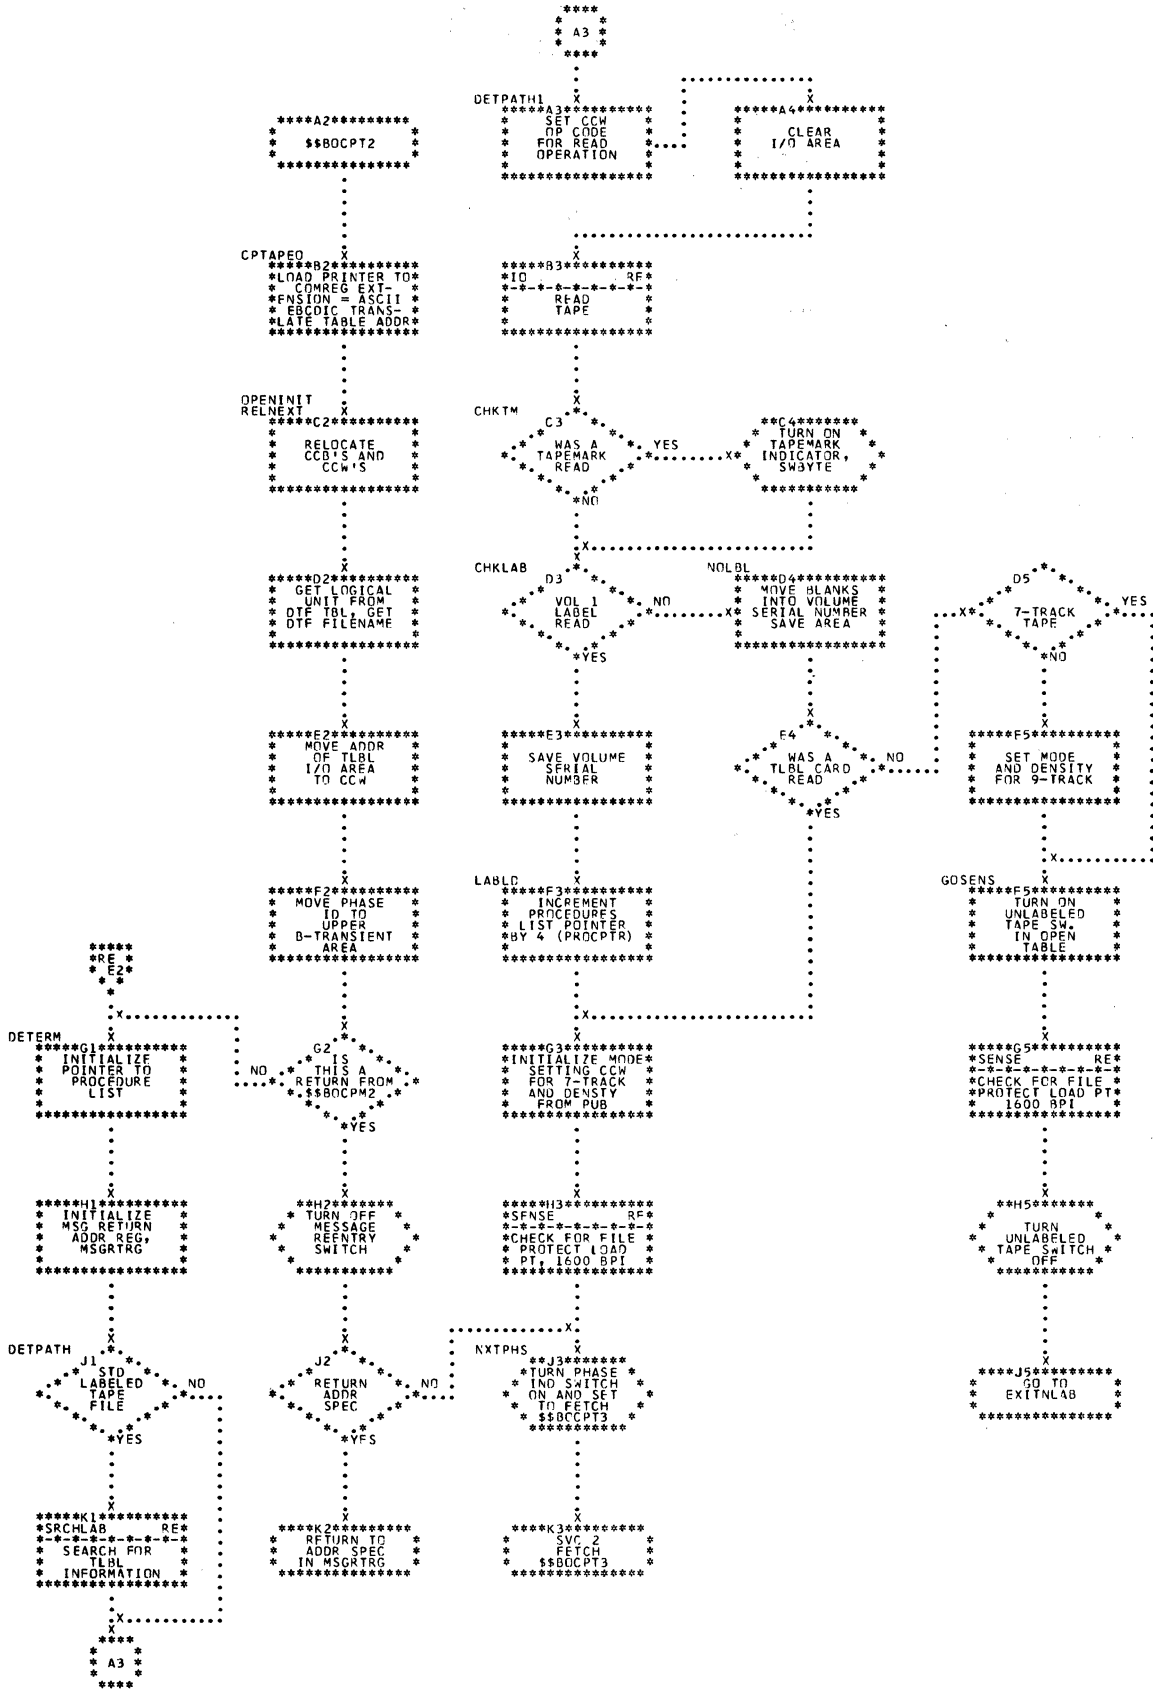 A3
DETPATH1
A3
SET CCW
OP CODE
FOR READ
OPERATION
A4
CLEAR
I/O AREA
A2
$$BOCPT2
CPTAPEO
B2
LOAD PRINTER TO
COMREG EXT-
ENSION = ASCII
EBCDIC TRANS-
LATE TABLE ADDR
B3
IO RE
READ
TAPE
OPENINIT
RELNEXT
C2
RELOCATE
CCB'S AND
CCW'S
CHKTM
C3
WAS A
TAPEMARK
READ
YES
NO
C4
TURN ON
TAPEMARK
INDICATOR,
SWBYTE
D2
GET LOGICAL
UNIT FROM
DTF TBL, GET
DTF FILENAME
CHKLAB
D3
VOL 1
LABEL
READ
NO
YES
NOLBL
D4
MOVE BLANKS
INTO VOLUME
SERIAL NUMBER
SAVE AREA
D5
7-TRACK
TAPE
YES
NO
E2
MOVE ADDR
OF TLBL
I/O AREA
TO CCW
E3
SAVE VOLUME
SERIAL
NUMBER
E4
WAS A
TLBL CARD
READ
NO
YES
E5
SET MODE
AND DENSITY
FOR 9-TRACK
F2
MOVE PHASE
ID TO
UPPER
B-TRANSIENT
AREA
LABLD
F3
INCREMENT
PROCEDURES
LIST POINTER
BY 4 (PROCPTR)
GOSENS
F5
TURN ON
UNLABELED
TAPE SW.
IN OPEN
TABLE
RE
E2
DETERM
G1
INITIALIZE
POINTER TO
PROCEDURE
LIST
G2
IS
THIS A
RETURN FROM
$$BOCPM2
NO
YES
G3
INITIALIZE MODE
SETTING CCW
FOR 7-TRACK
AND DENSTY
FROM PUB
G5
SENSE RE
CHECK FOR FILE
PROTECT LOAD PT
1600 BPI
H1
INITIALIZE
MSG RETURN
ADDR REG,
MSGRTRG
H2
TURN OFF
MESSAGE
REENTRY
SWITCH
H3
SENSE RE
CHECK FOR FILE
PROTECT LOAD
PT, 1600 BPI
H5
TURN
UNLABELED
TAPE SWITCH
OFF
DETPATH
J1
STD
LABELED
TAPE
FILE
NO
YES
J2
RETURN
ADDR
SPEC
NO
YES
NXTPHS
J3
TURN PHASE
IND SWITCH
ON AND SET
TO FETCH
$$BOCPT3
J5
GO TO
EXITNLAB
K1
SRCHLAB RE
SEARCH FOR
TLBL
INFORMATION
K2
RETURN TO
ADDR SPEC
IN MSGRTRG
K3
SVC 2
FETCH
$$BOCPT3
A3